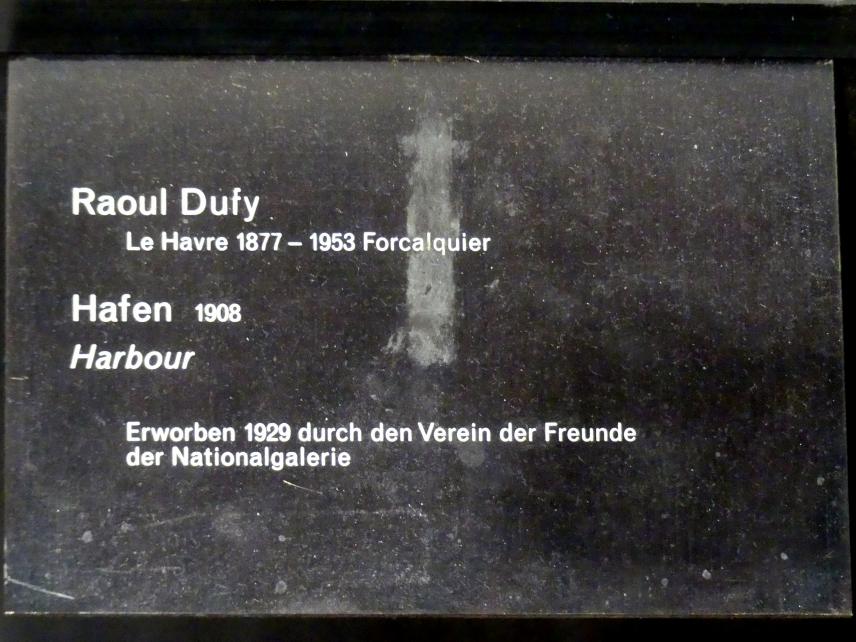 Raoul Dufy
Le Havre 1877 – 1953 Forcalquier
Hafen 1908
Harbour
Erworben 1929 durch den Verein der Freunde
der Nationalgalerie